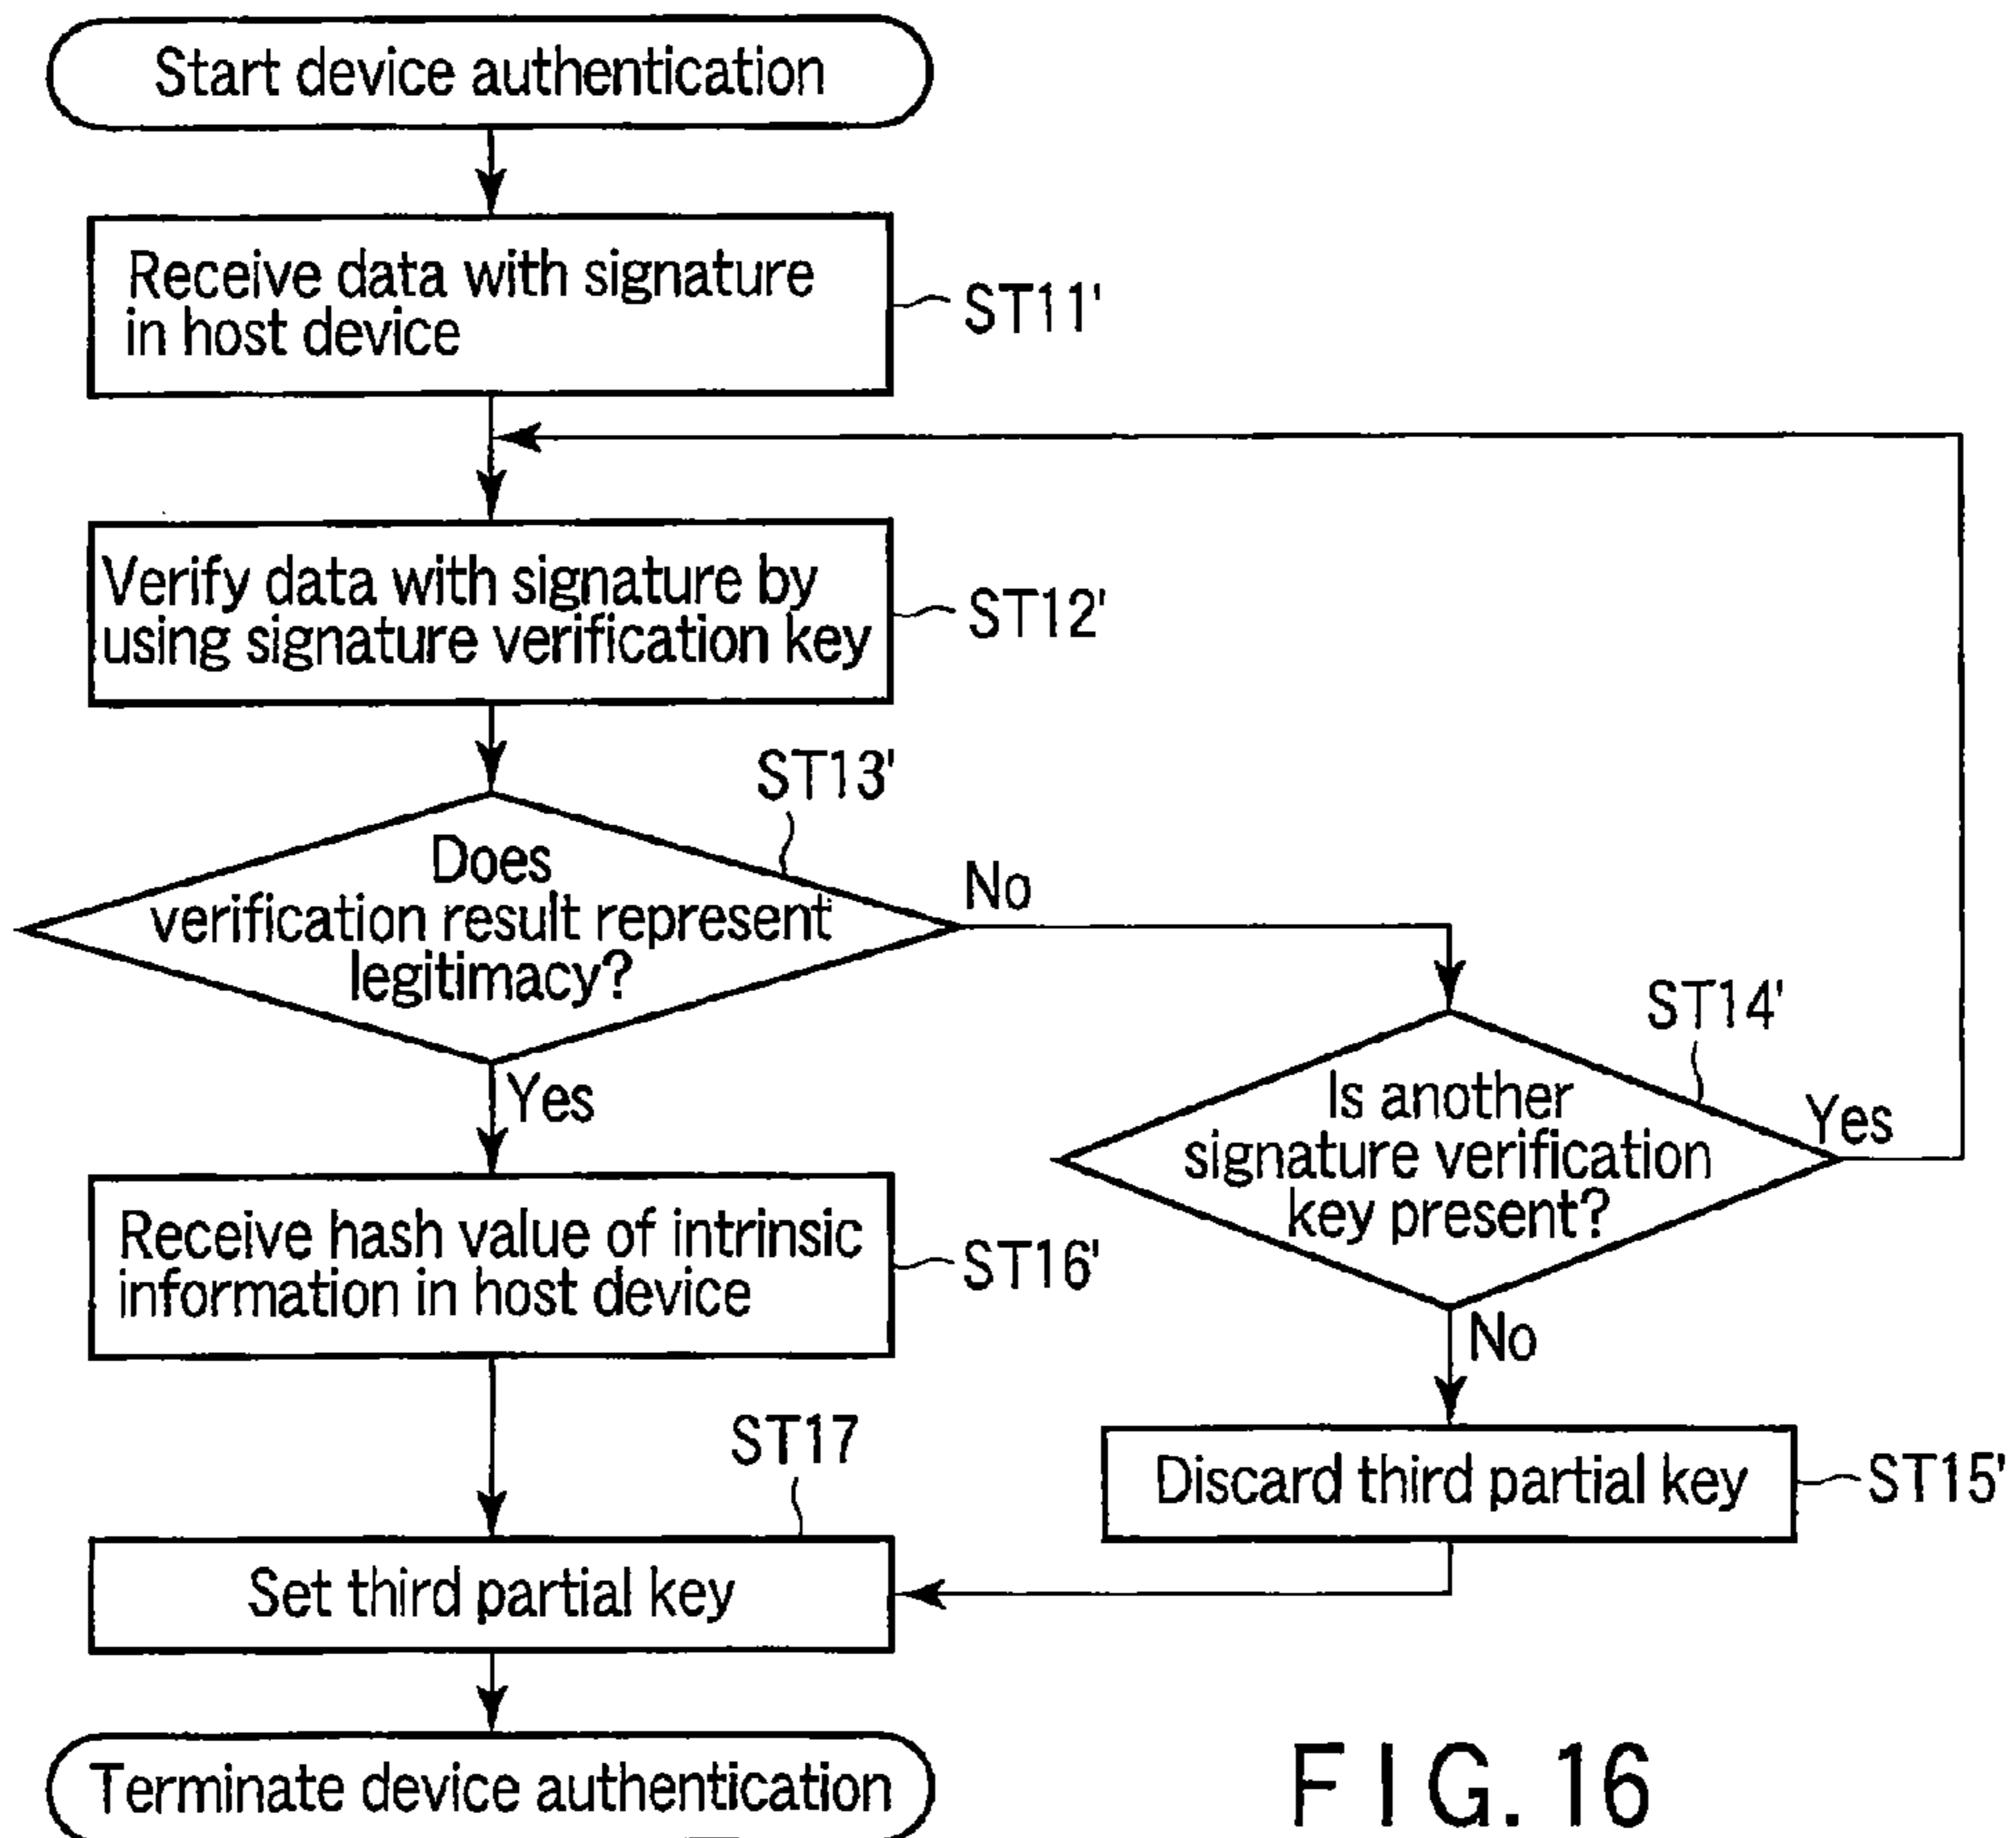 Start device authentication
Receive data with signature
in host device
ST11'
Verify data with signature by
using signature verification key
ST12'
ST13'
Does
verification result represent
legitimacy?
No
Yes
ST14'
Is another
signature verification
key present?
Yes
No
Receive hash value of intrinsic
information in host device
ST16'
ST17
Discard third partial key
ST15'
Set third partial key
Terminate device authentication
FIG. 16